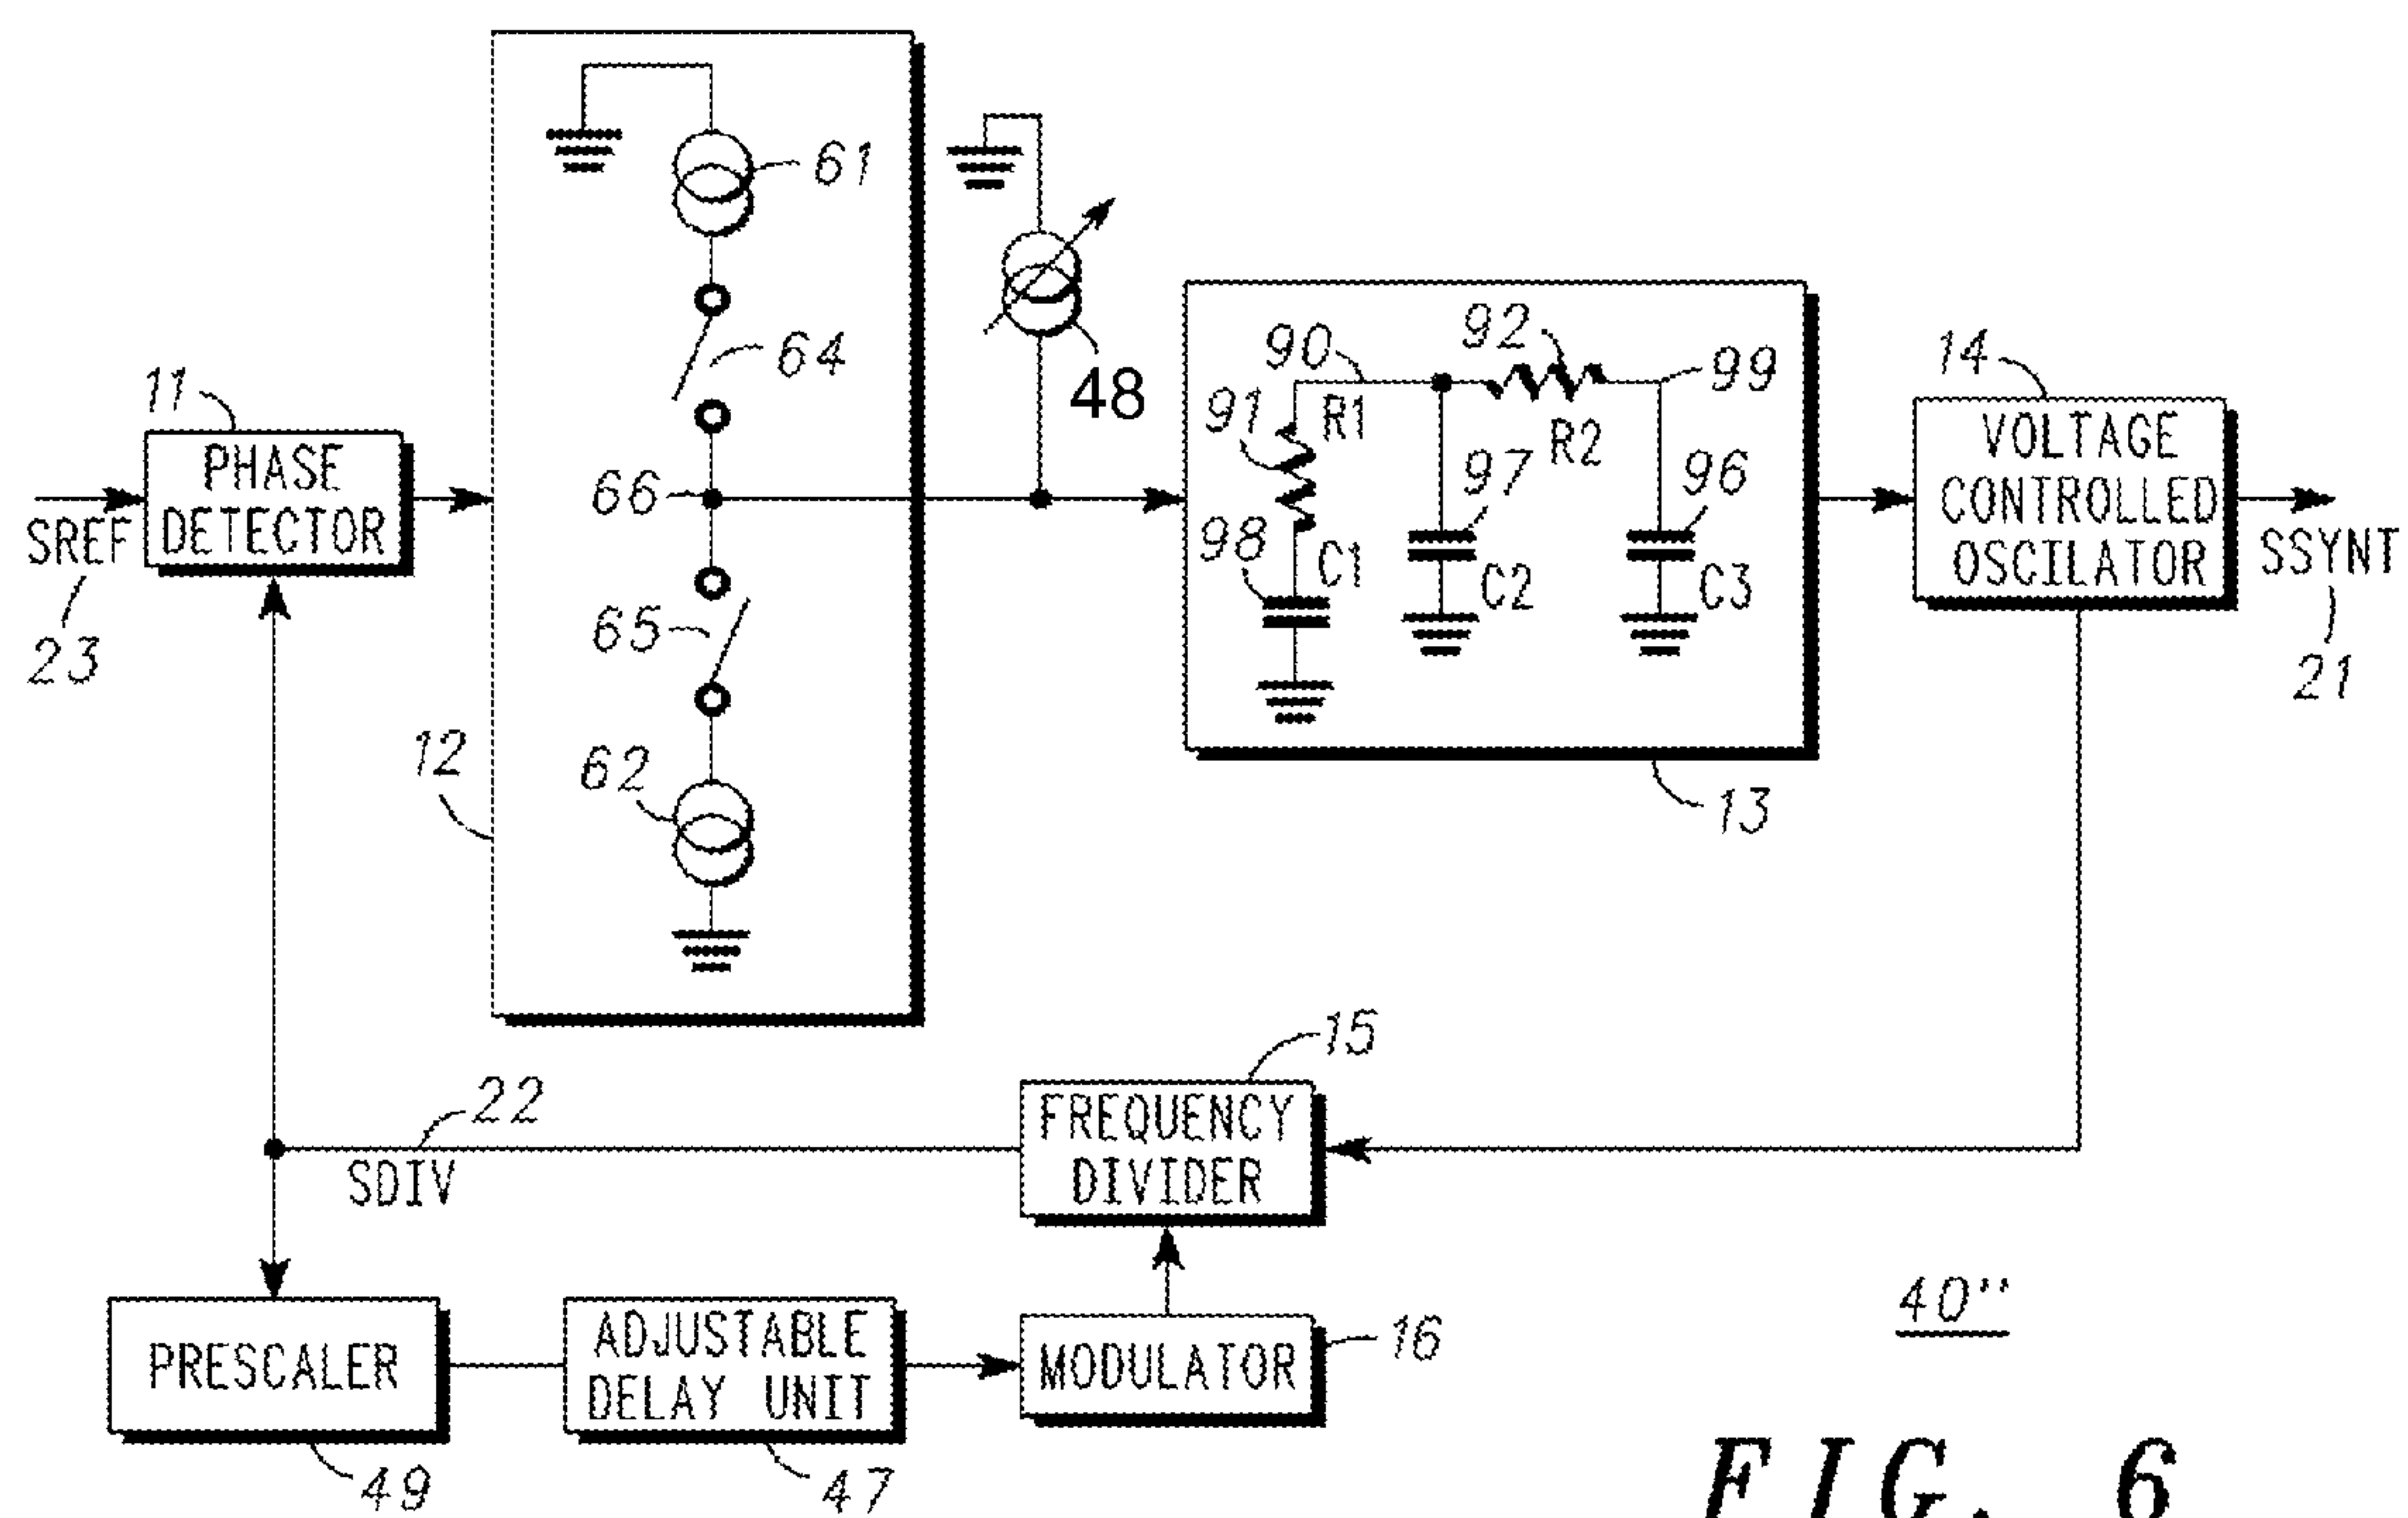 61
64
66
65
62
12
48
11
PHASE
DETECTOR
SREF
23
90
92
99
91
R1
R2
97
96
98
C1
C2
C3
13
14
VOLTAGE
CONTROLLED
OSCILATOR
SSYNT
21
15
FREQUENCY
DIVIDER
22
SDIV
PRESCALER
49
ADJUSTABLE
DELAY UNIT
47
MODULATOR
16
40''
FIG. 6